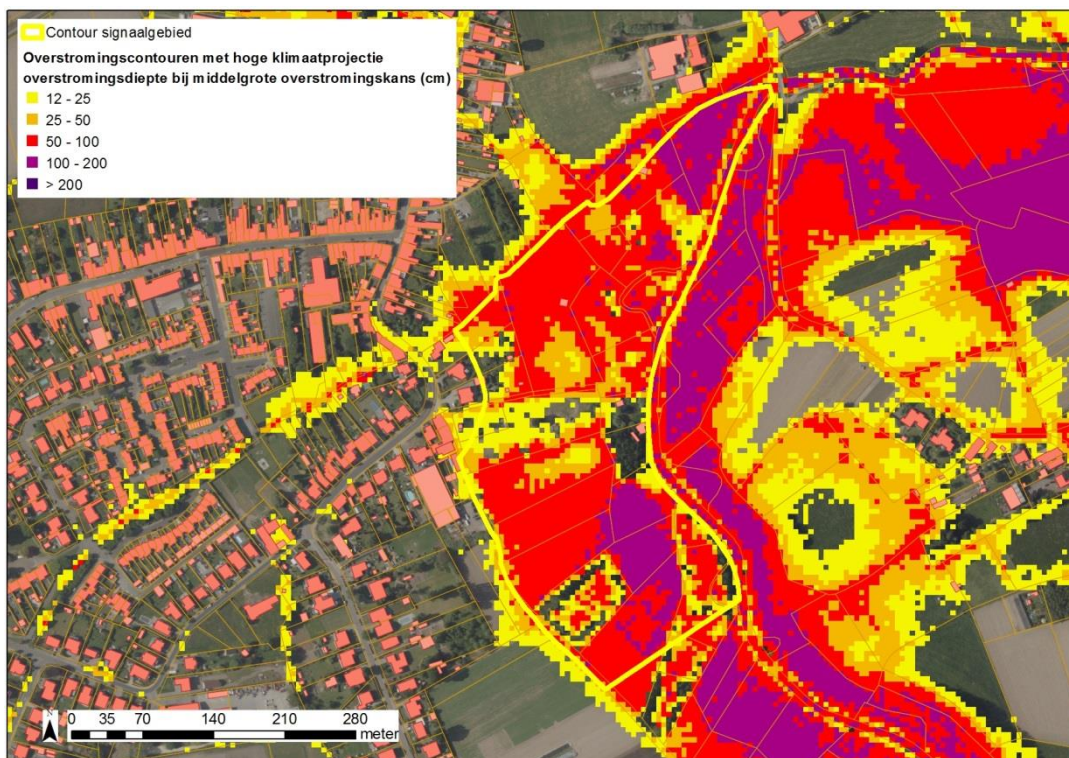 Contour signaalgebied
Overstromingscontouren met hoge klimaatprojectie
overstromingsdiepte bij middelgrote overstromingskans (cm)
12 - 25
25 - 50
50 - 100
100 - 200
> 200
N
0 35 70 140 210 280
meter